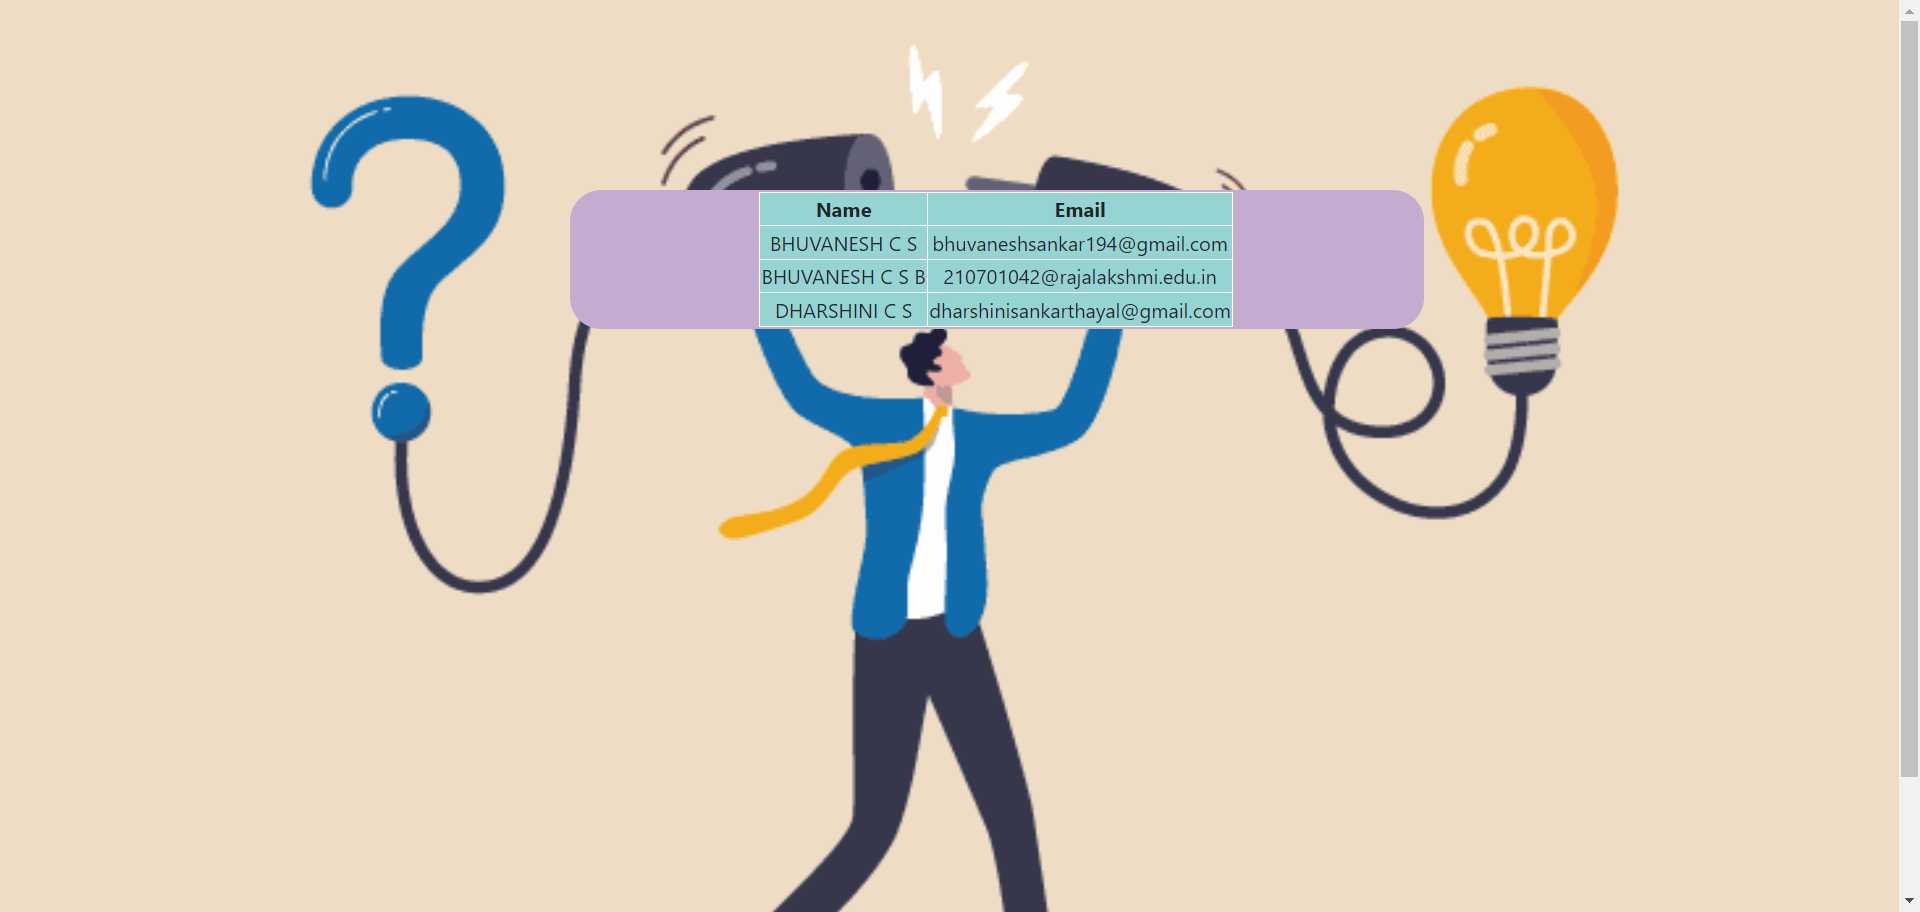 Name Email
BHUVANESH C S bhuvaneshsankar194@gmail.com
BHUVANESH C S B 210701042@rajalakshmi.edu.in
DHARSHINI C S dharshinisankarthayal@gmail.com